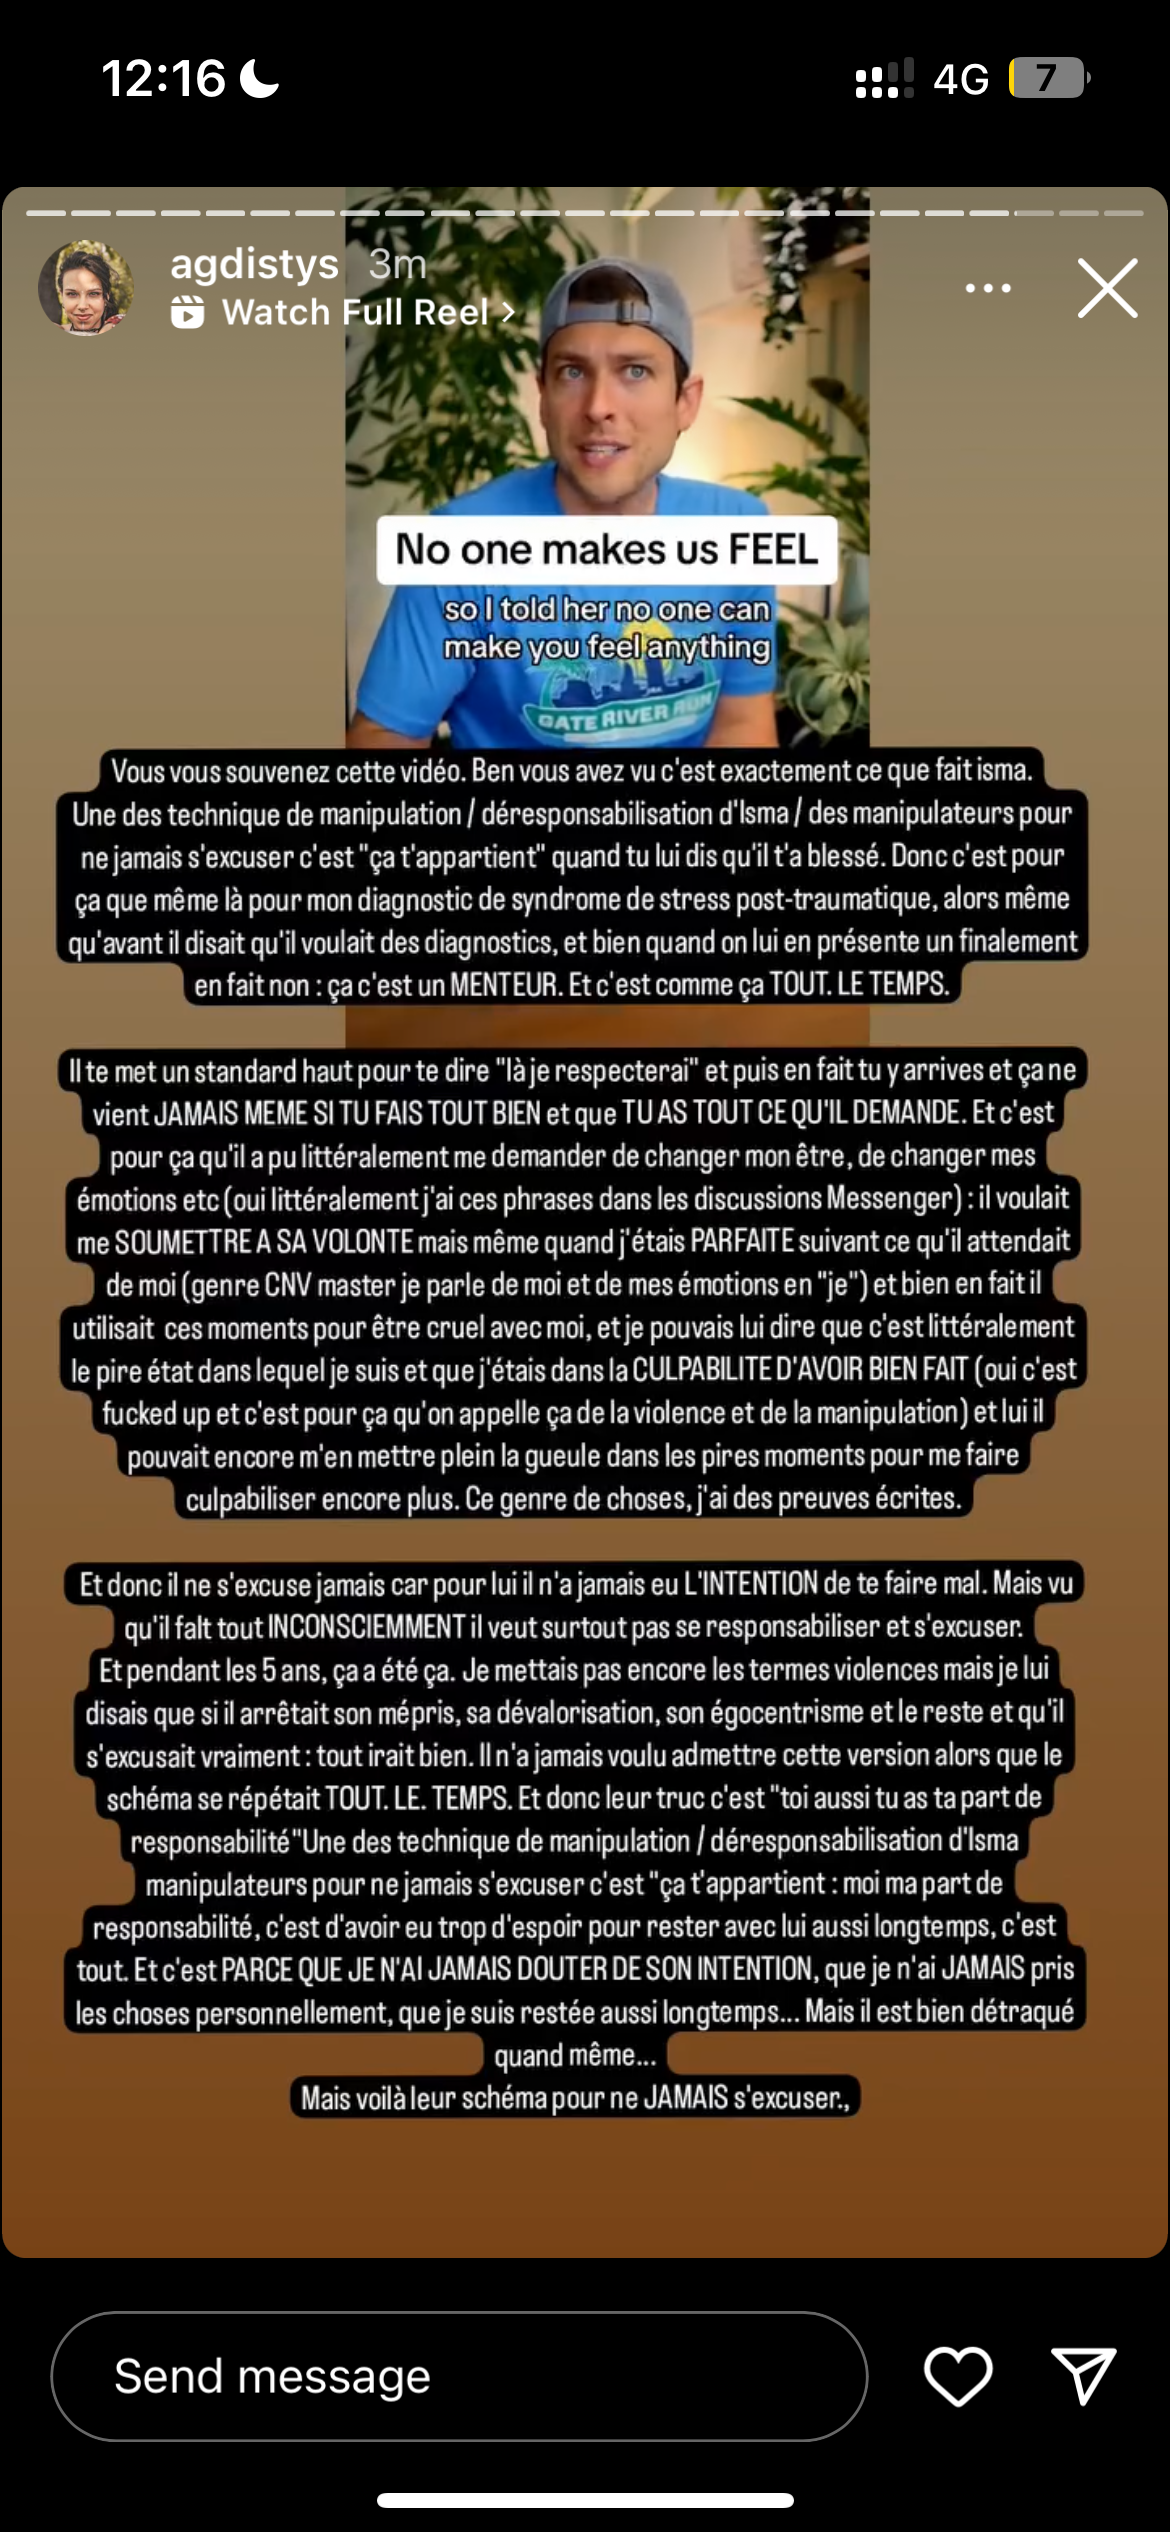 12:16
4G
7
agdistys 3m
Watch Full Reel >
No one makes us FEEL
so I told her no one can
make you feel anything
GATE RIVER RUN
Vous vous souvenez cette vidéo. Ben vous avez vu c'est exactement ce que fait isma.
Une des technique de manipulation / déresponsabilisation d'Isma / des manipulateurs pour
ne jamais s'excuser c'est "ça t'appartient" quand tu lui dis qu'il t'a blessé. Donc c'est pour
ça que même là pour mon diagnostic de syndrome de stress post-traumatique, alors même
qu'avant il disait qu'il voulait des diagnostics, et bien quand on lui en présente un finalement
en fait non : ça c'est un MENTEUR. Et c'est comme ça TOUT. LE TEMPS.
Il te met un standard haut pour te dire "là je respecterai" et puis en fait tu y arrives et ça ne
vient JAMAIS MEME SI TU FAIS TOUT BIEN et que TU AS TOUT CE QU'IL DEMANDE. Et c'est
pour ça qu'il a pu littéralement me demander de changer mon être, de changer mes
émotions etc (oui littéralement j'ai ces phrases dans les discussions Messenger) : il voulait
me SOUMETTRE A SA VOLONTE mais même quand j'étais PARFAITE suivant ce qu'il attendait
de moi (genre CNV master je parle de moi et de mes émotions en "je") et bien en fait il
utilisait ces moments pour être cruel avec moi, et je pouvais lui dire que c'est littéralement
le pire état dans lequel je suis et que j'étais dans la CULPABILITE D'AVOIR BIEN FAIT (oui c'est
fucked up et c'est pour ça qu'on appelle ça de la violence et de la manipulation) et lui il
pouvait encore m'en mettre plein la gueule dans les pires moments pour me faire
culpabiliser encore plus. Ce genre de choses, j'ai des preuves écrites.
Et donc il ne s'excuse jamais car pour lui il n'a jamais eu L'INTENTION de te faire mal. Mais vu
qu'il falt tout INCONSCIEMMENT il veut surtout pas se responsabiliser et s'excuser.
Et pendant les 5 ans, ça a été ça. Je mettais pas encore les termes violences mais je lui
disais que si il arrêtait son mépris, sa dévalorisation, son égocentrisme et le reste et qu'il
s'excusait vraiment : tout irait bien. Il n'a jamais voulu admettre cette version alors que le
schéma se répétait TOUT. LE. TEMPS. Et donc leur truc c'est "toi aussi tu as ta part de
responsabilité"Une des technique de manipulation / déresponsabilisation d'Isma
manipulateurs pour ne jamais s'excuser c'est "ça t'appartient : moi ma part de
responsabilité, c'est d'avoir eu trop d'espoir pour rester avec lui aussi longtemps, c'est
tout. Et c'est PARCE QUE JE N'AI JAMAIS DOUTER DE SON INTENTION, que je n'ai JAMAIS pris
les choses personnellement, que je suis restée aussi longtemps... Mais il est bien détraqué
quand même...
Mais voilà leur schéma pour ne JAMAIS s'excuser.,
Send message